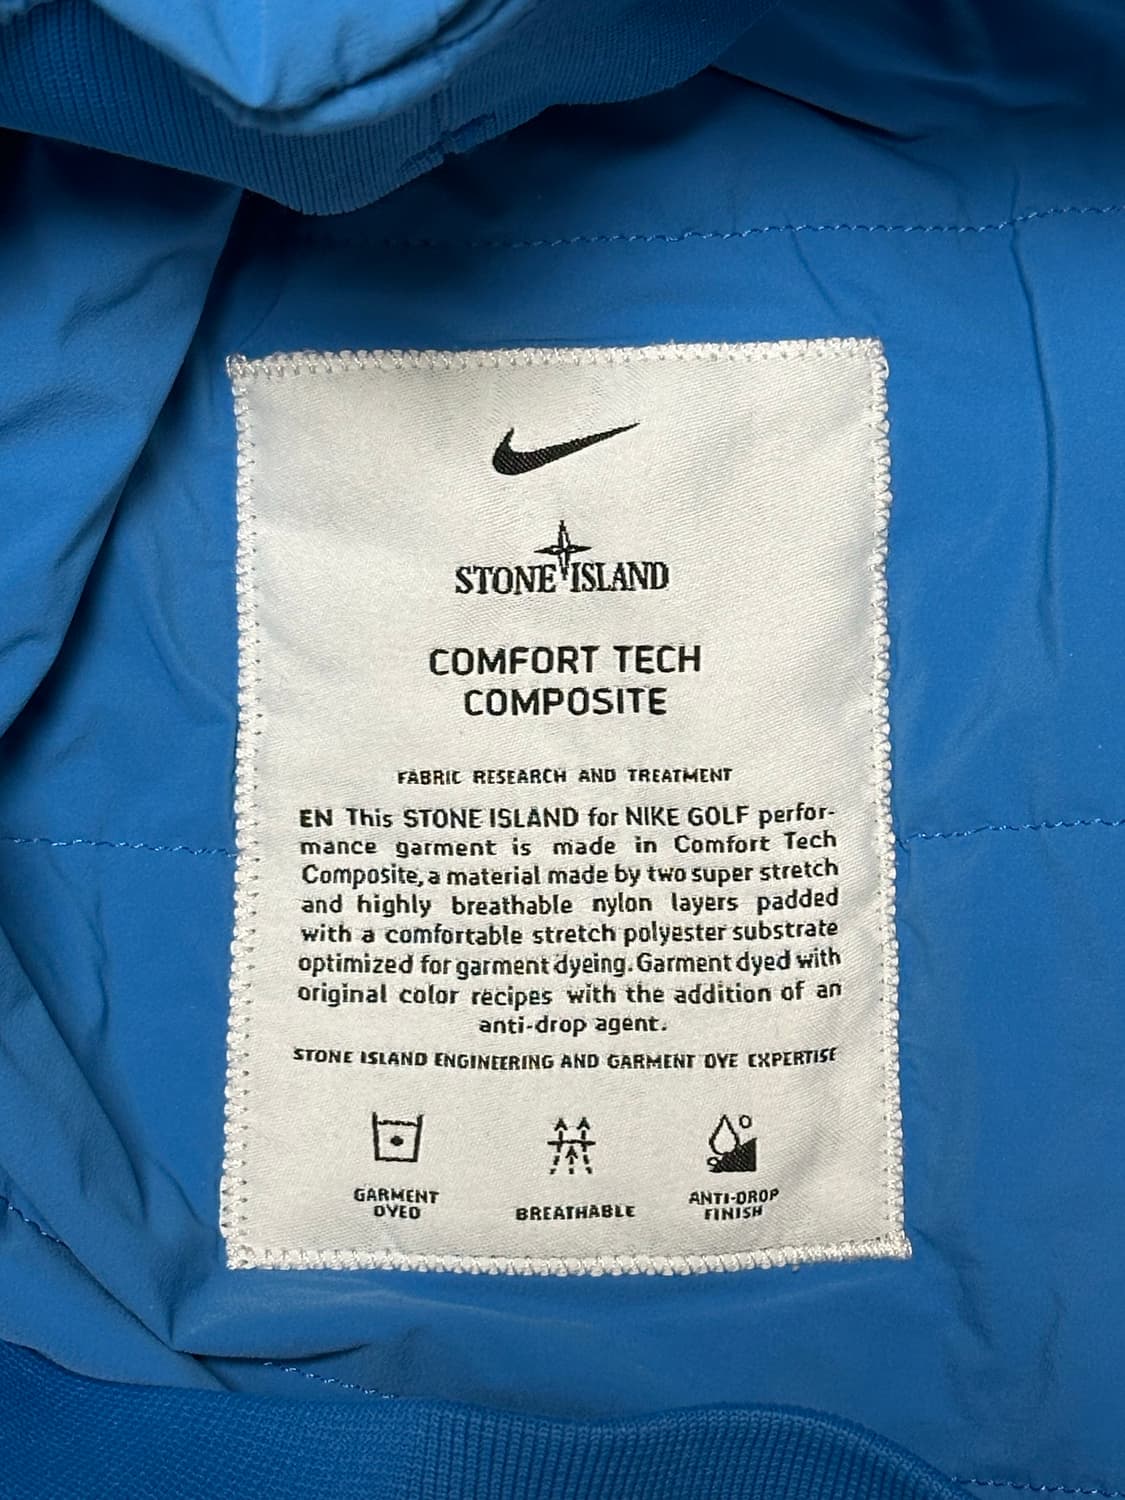 STONE ISLAND
COMFORT TECH
COMPOSITE
FABRIC RESEARCH AND TREATMENT
EN This STONE ISLAND for NIKE GOLF perfor-
mance garment is made in Comfort Tech
Composite, a material made by two super stretch
and highly breathable nylon layers padded
with a comfortable stretch polyester substrate
optimized for garment dyeing. Garment dyed with
original color recipes with the addition of an
anti-drop agent.
STONE ISLAND ENGINEERING AND GARMENT DYE EXPERTISE
GARMENT
DYED
BREATHABLE
ANTI-DROP
FINISH